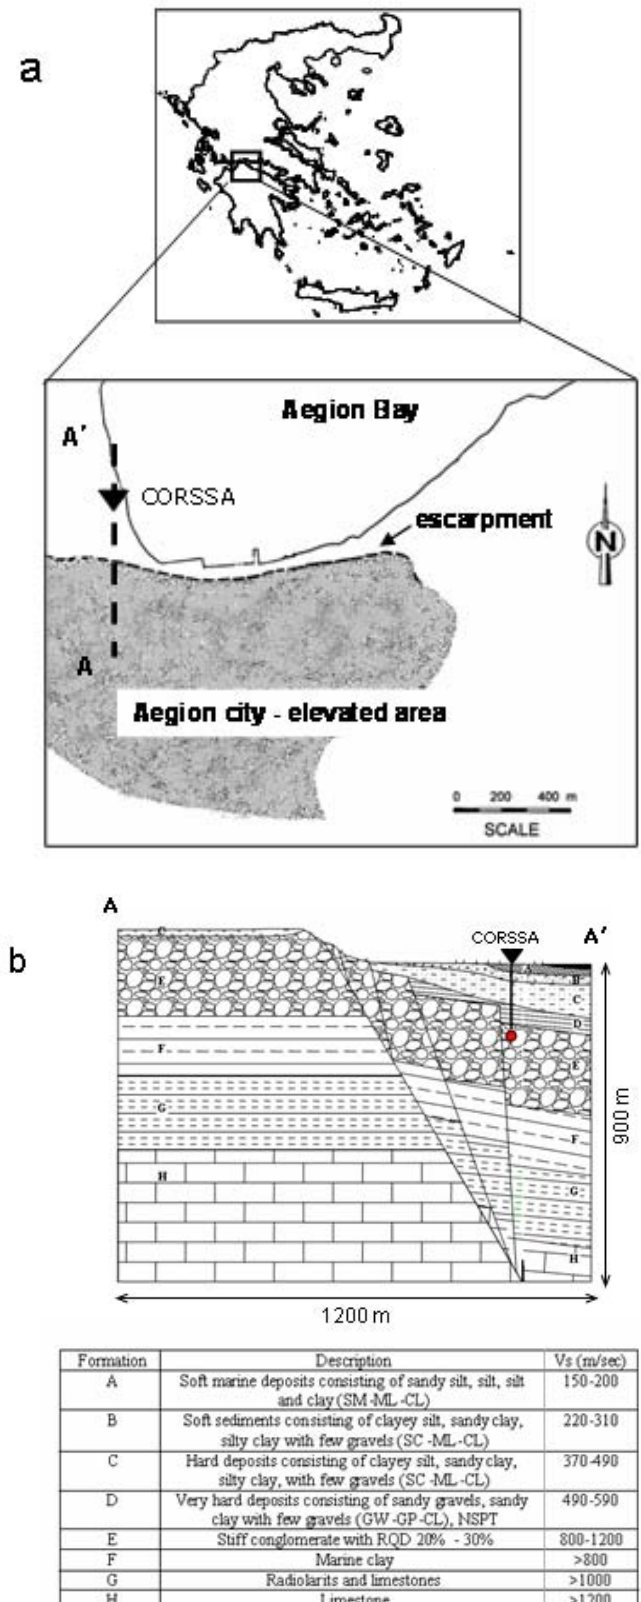 a
Aegion Bay
A'
CORSSA
escarpment
N
A
Aegion city - elevated area
0 200 400 m
SCALE
b
A
CORSSA
A'
C
A
B
C
D
E
E
F
F
G
G
H
H
900 m
1200 m
Formation Description Vs (m/sec)
A Soft marine deposits consisting of sandy silt, silt, silt 150-200
and clay (SM-ML-CL)
B Soft sediments consisting of clayey silt, sandy clay, 220-310
silty clay with few gravels (SC -ML-CL)
C Hard deposits consisting of clayey silt, sandy clay, 370-490
silty clay, with few gravels (SC -ML-CL)
D Very hard deposits consisting of sandy gravels, sandy 490-590
clay with few gravels (GW -GP-CL), NSPT
E Stiff conglomerate with RQD 20% - 30% 800-1200
F Marine clay >800
G Radiolarits and limestones >1000
H Limestone >1200